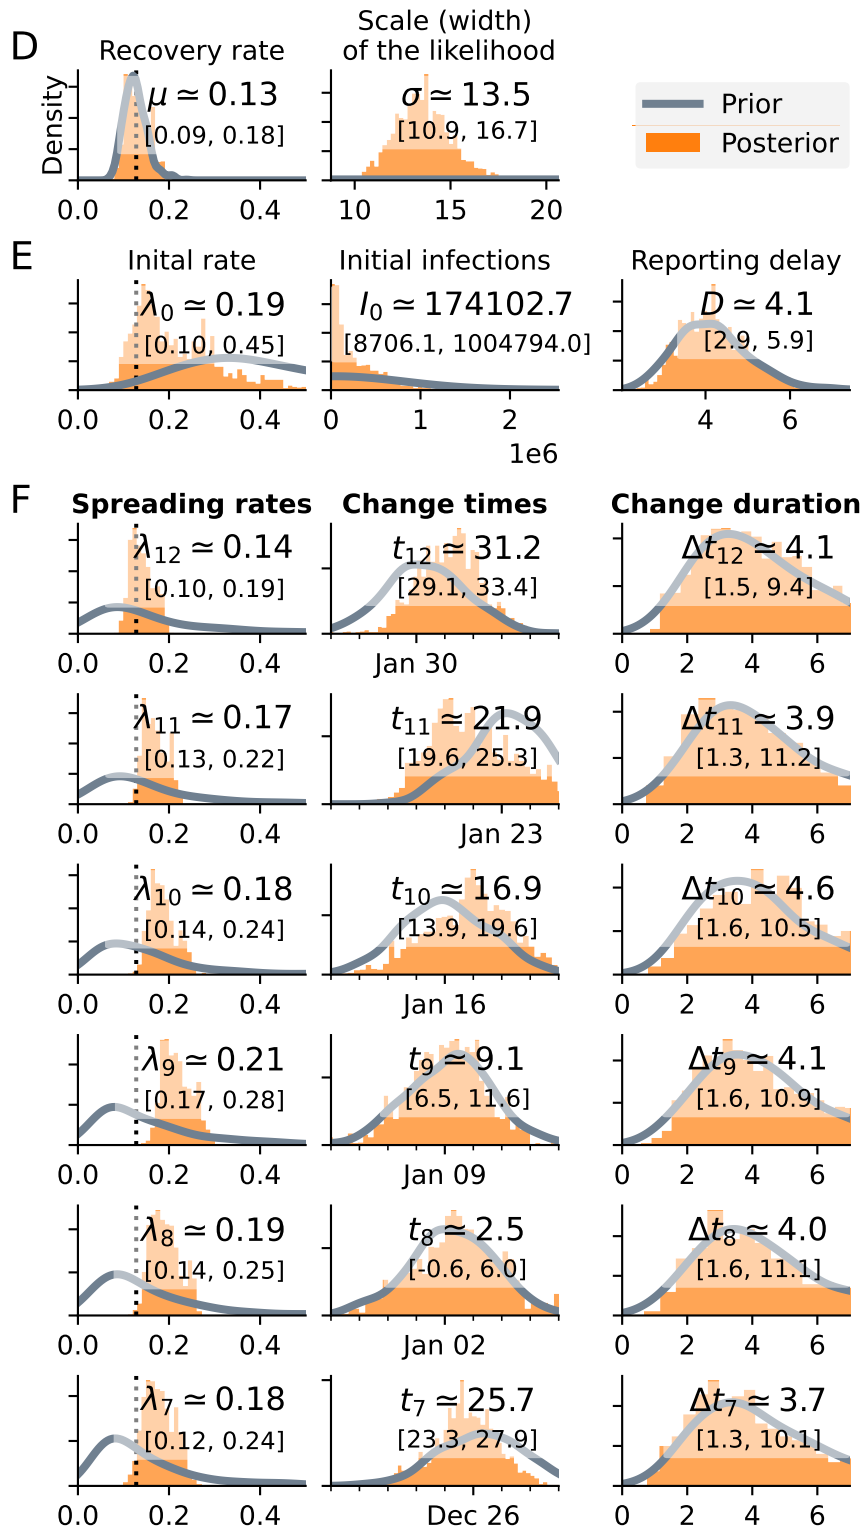 D
Recovery rate
Density
μ ≃ 0.13
[0.09, 0.18]
0.0 0.2 0.4
Scale (width)
of the likelihood
σ ≃ 13.5
[10.9, 16.7]
10 15 20
Prior
Posterior
E
Inital rate
λ0 ≃ 0.19
[0.10, 0.45]
0.0 0.2 0.4
Initial infections
I0 ≃ 174102.7
[8706.1, 1004794.0]
0 1 2
1e6
Reporting delay
D ≃ 4.1
[2.9, 5.9]
4 6
F
Spreading rates Change times Change duration
λ12 ≃ 0.14
[0.10, 0.19]
0.0 0.2 0.4
t12 ≃ 31.2
[29.1, 33.4]
Jan 30
Δt12 ≃ 4.1
[1.5, 9.4]
0 2 4 6
λ11 ≃ 0.17
[0.13, 0.22]
0.0 0.2 0.4
t11 ≃ 21.9
[19.6, 25.3]
Jan 23
Δt11 ≃ 3.9
[1.3, 11.2]
0 2 4 6
λ10 ≃ 0.18
[0.14, 0.24]
0.0 0.2 0.4
t10 ≃ 16.9
[13.9, 19.6]
Jan 16
Δt10 ≃ 4.6
[1.6, 10.5]
0 2 4 6
λ9 ≃ 0.21
[0.17, 0.28]
0.0 0.2 0.4
t9 ≃ 9.1
[6.5, 11.6]
Jan 09
Δt9 ≃ 4.1
[1.6, 10.9]
0 2 4 6
λ8 ≃ 0.19
[0.14, 0.25]
0.0 0.2 0.4
t8 ≃ 2.5
[-0.6, 6.0]
Jan 02
Δt8 ≃ 4.0
[1.6, 11.1]
0 2 4 6
λ7 ≃ 0.18
[0.12, 0.24]
0.0 0.2 0.4
t7 ≃ 25.7
[23.3, 27.9]
Dec 26
Δt7 ≃ 3.7
[1.3, 10.1]
0 2 4 6